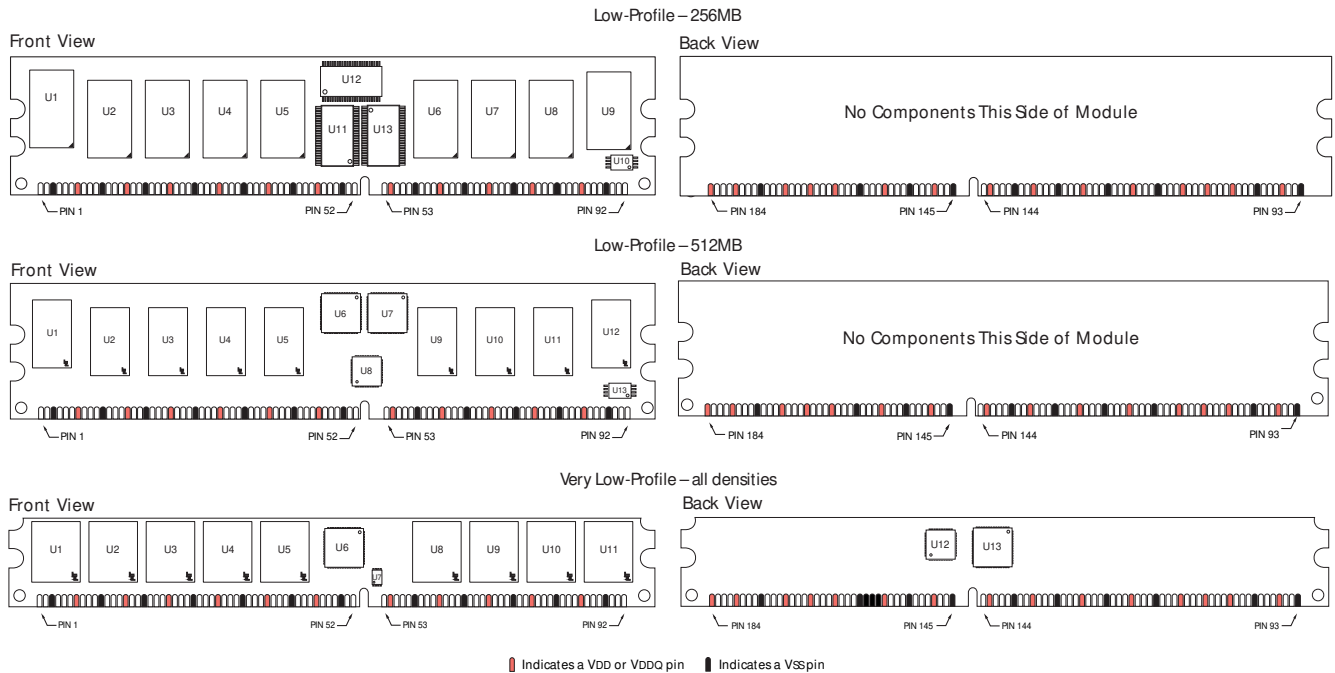 Low-Profile – 256MB
Front View
Back View
U1
U2
U3
U4
U5
U12
U11
U13
U6
U7
U8
U9
U10
No Components This Side of Module
PIN 1
PIN 52
PIN 53
PIN 92
PIN 184
PIN 145
PIN 144
PIN 93
Low-Profile – 512MB
Front View
Back View
U1
U2
U3
U4
U5
U6
U7
U8
U9
U10
U11
U12
U13
No Components This Side of Module
PIN 1
PIN 52
PIN 53
PIN 92
PIN 184
PIN 145
PIN 144
PIN 93
Very Low-Profile – all densities
Front View
Back View
U1
U2
U3
U4
U5
U6
U7
U8
U9
U10
U11
U12
U13
PIN 1
PIN 52
PIN 53
PIN 92
PIN 184
PIN 145
PIN 144
PIN 93
Indicates a VDD or VDDQ pin
Indicates a VSS pin